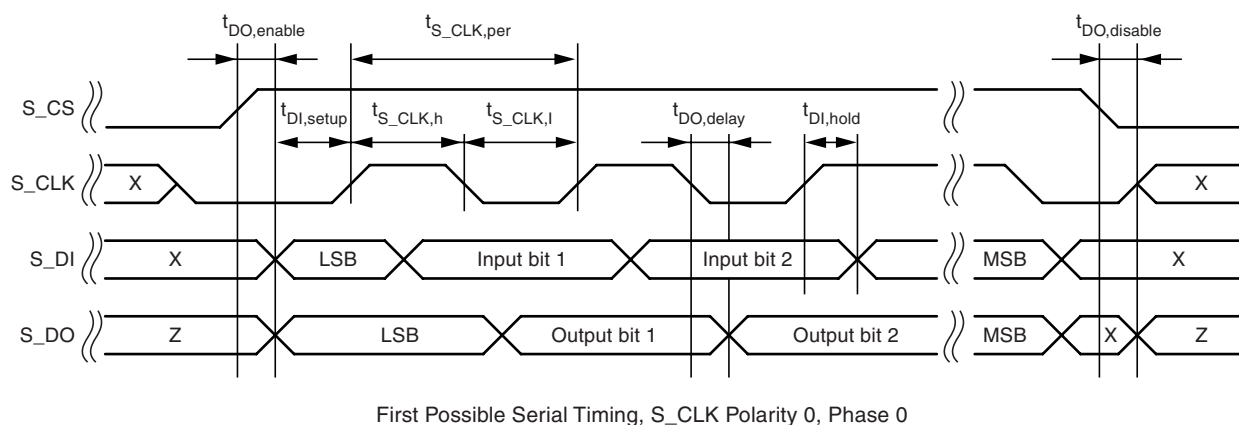 tDO,enable
tS_CLK,per
tDO,disable
S_CS
tDI,setup
tS_CLK,h
tS_CLK,l
tDO,delay
tDI,hold
S_CLK
X
X
S_DI
X
LSB
Input bit 1
Input bit 2
MSB
X
S_DO
Z
LSB
Output bit 1
Output bit 2
MSB
X
Z
First Possible Serial Timing, S_CLK Polarity 0, Phase 0